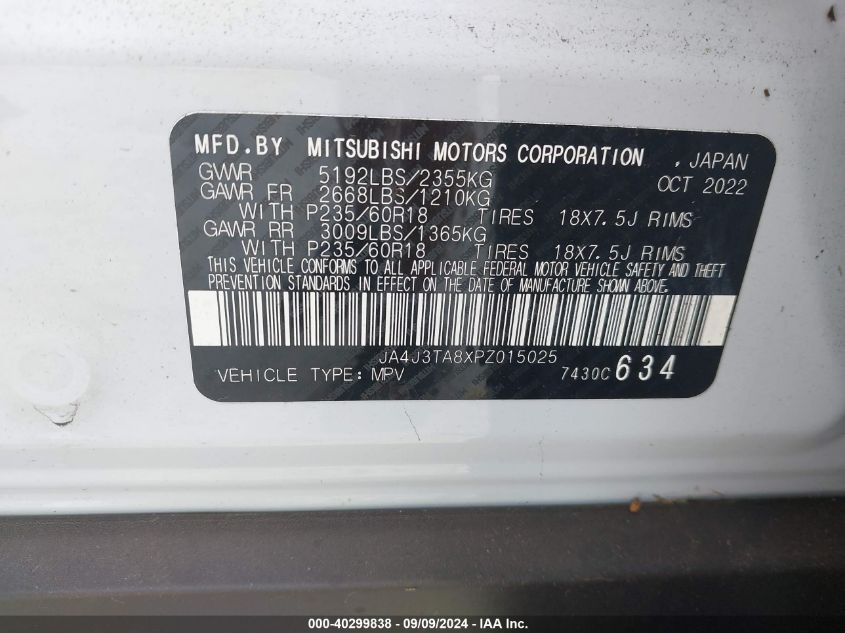 MFD.BY MITSUBISHI MOTORS CORPORATION , JAPAN
GVWR 5192LBS/2355KG OCT 2022
GAWR FR 2668LBS/1210KG
WITH P235/60R18 TIRES 18X7.5J RIMS
GAWR RR 3009LBS/1365KG
WITH P235/60R18 TIRES 18X7.5J RIMS
THIS VEHICLE CONFORMS TO ALL APPLICABLE FEDERAL MOTOR VEHICLE SAFETY AND THEFT
PREVENTION STANDARDS IN EFFECT ON THE DATE OF MANUFACTURE SHOWN ABOVE.
JA4J3TA8XPZ015025
VEHICLE TYPE: MPV 7430C 634
000-40299838 - 09/09/2024 - IAA Inc.